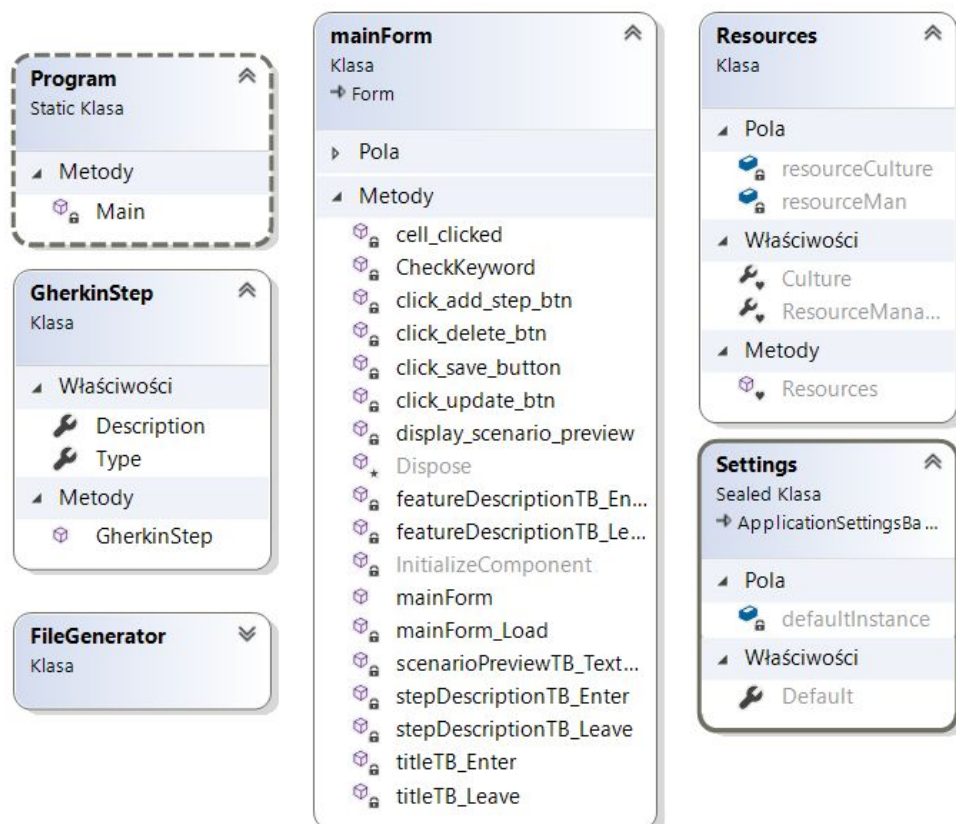 Program
Static Klasa
Metody
Main
GherkinStep
Klasa
Właściwości
Description
Type
Metody
GherkinStep
FileGenerator
Klasa
mainForm
Klasa
Form
Pola
Metody
cell_clicked
CheckKeyword
click_add_step_btn
click_delete_btn
click_save_button
click_update_btn
display_scenario_preview
Dispose
featureDescriptionTB_En...
featureDescriptionTB_Le...
InitializeComponent
mainForm
mainForm_Load
scenarioPreviewTB_Text...
stepDescriptionTB_Enter
stepDescriptionTB_Leave
titleTB_Enter
titleTB_Leave
Resources
Klasa
Pola
resourceCulture
resourceMan
Właściwości
Culture
ResourceMana...
Metody
Resources
Settings
Sealed Klasa
ApplicationSettingsBa...
Pola
defaultInstance
Właściwości
Default